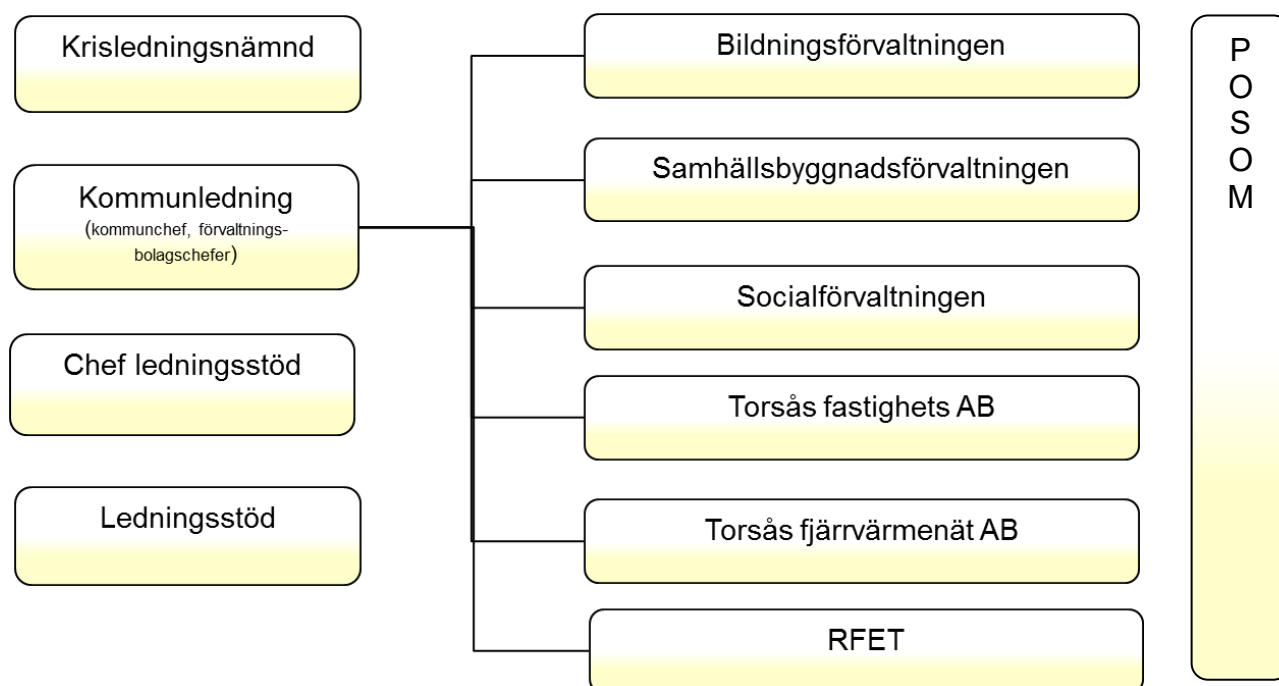 Krisledningsnämnd
Kommunledning
(kommunchef, förvaltnings-
bolagschefer)
Chef ledningsstöd
Ledningsstöd
Bildningsförvaltningen
Samhällsbyggnadsförvaltningen
Socialförvaltningen
Torsås fastighets AB
Torsås fjärrvärmenät AB
RFET
P
O
S
O
M